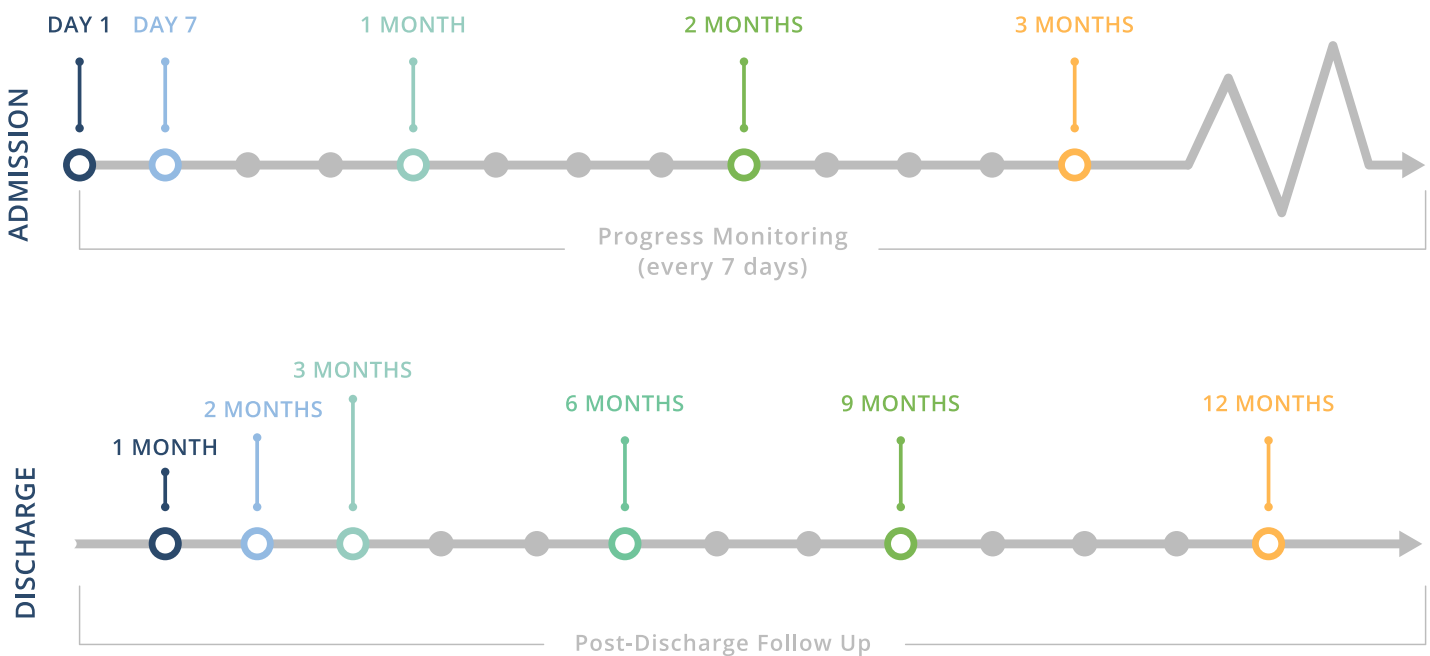 DAY 1 DAY 7 1 MONTH 2 MONTHS 3 MONTHS
ADMISSION
Progress Monitoring
(every 7 days)
3 MONTHS
2 MONTHS 6 MONTHS 9 MONTHS 12 MONTHS
1 MONTH
DISCHARGE
Post-Discharge Follow Up